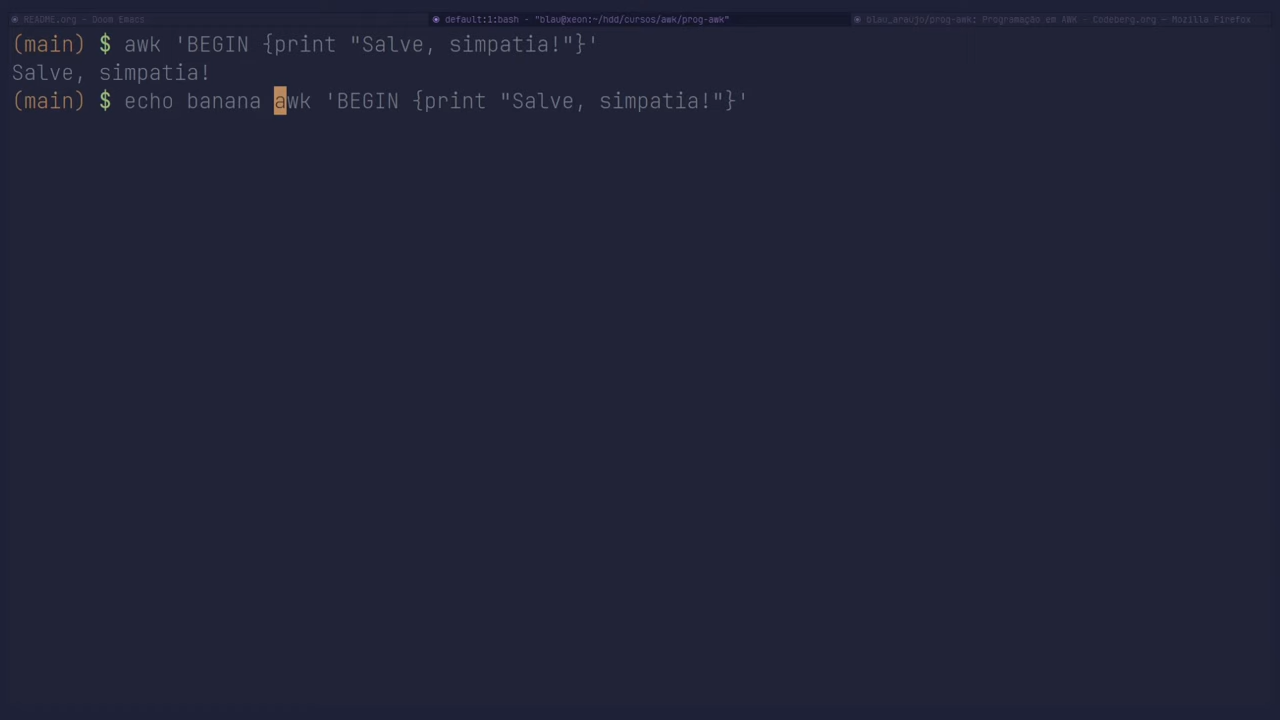 README.org - Doom Emacs
default:1:bash - "blau@xeon:~/hdd/cursos/awk/prog-awk"
blau_araujo/prog-awk: Programação em AWK - Codeberg.org — Mozilla Firefox
(main) $ awk 'BEGIN {print "Salve, simpatia!"}'
Salve, simpatia!
(main) $ echo banana awk 'BEGIN {print "Salve, simpatia!"}'